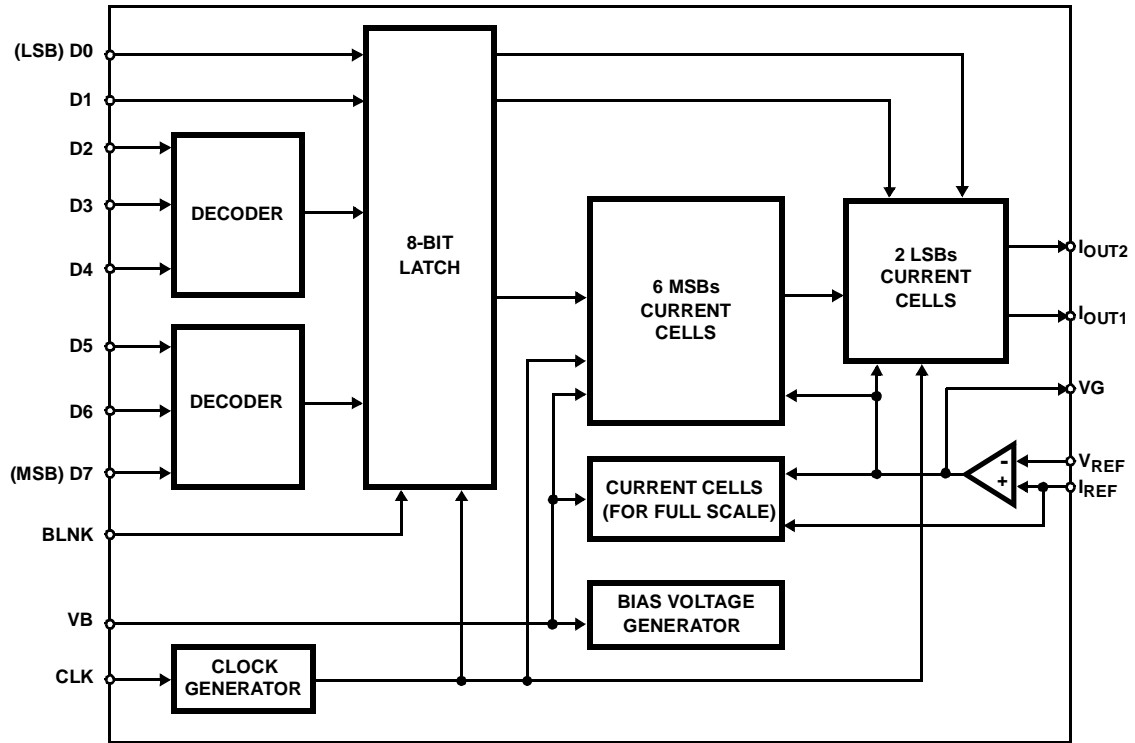 (LSB) D0
D1
D2
D3
D4
D5
D6
(MSB) D7
BLNK
VB
CLK
DECODER
DECODER
CLOCK
GENERATOR
8-BIT
LATCH
6 MSBs
CURRENT
CELLS
CURRENT CELLS
(FOR FULL SCALE)
BIAS VOLTAGE
GENERATOR
2 LSBs
CURRENT
CELLS
-
+
IOUT2
IOUT1
VG
VREF
IREF